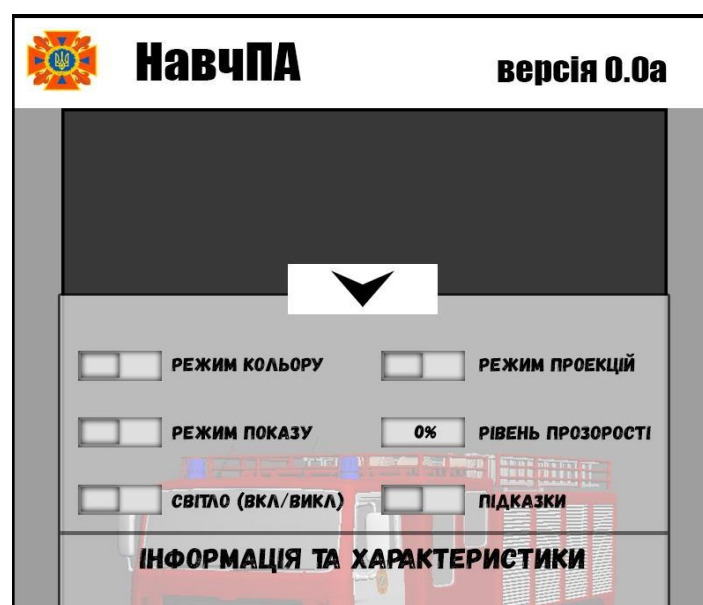 НавчПА
версія 0.0a
РЕЖИМ КОЛЬОРУ
РЕЖИМ ПРОЕКЦІЙ
РЕЖИМ ПОКАЗУ
0%
РІВЕНЬ ПРОЗОРОСТІ
СВІТЛО (ВКЛ/ВИКЛ)
ПІДКАЗКИ
ІНФОРМАЦІЯ ТА ХАРАКТЕРИСТИКИ